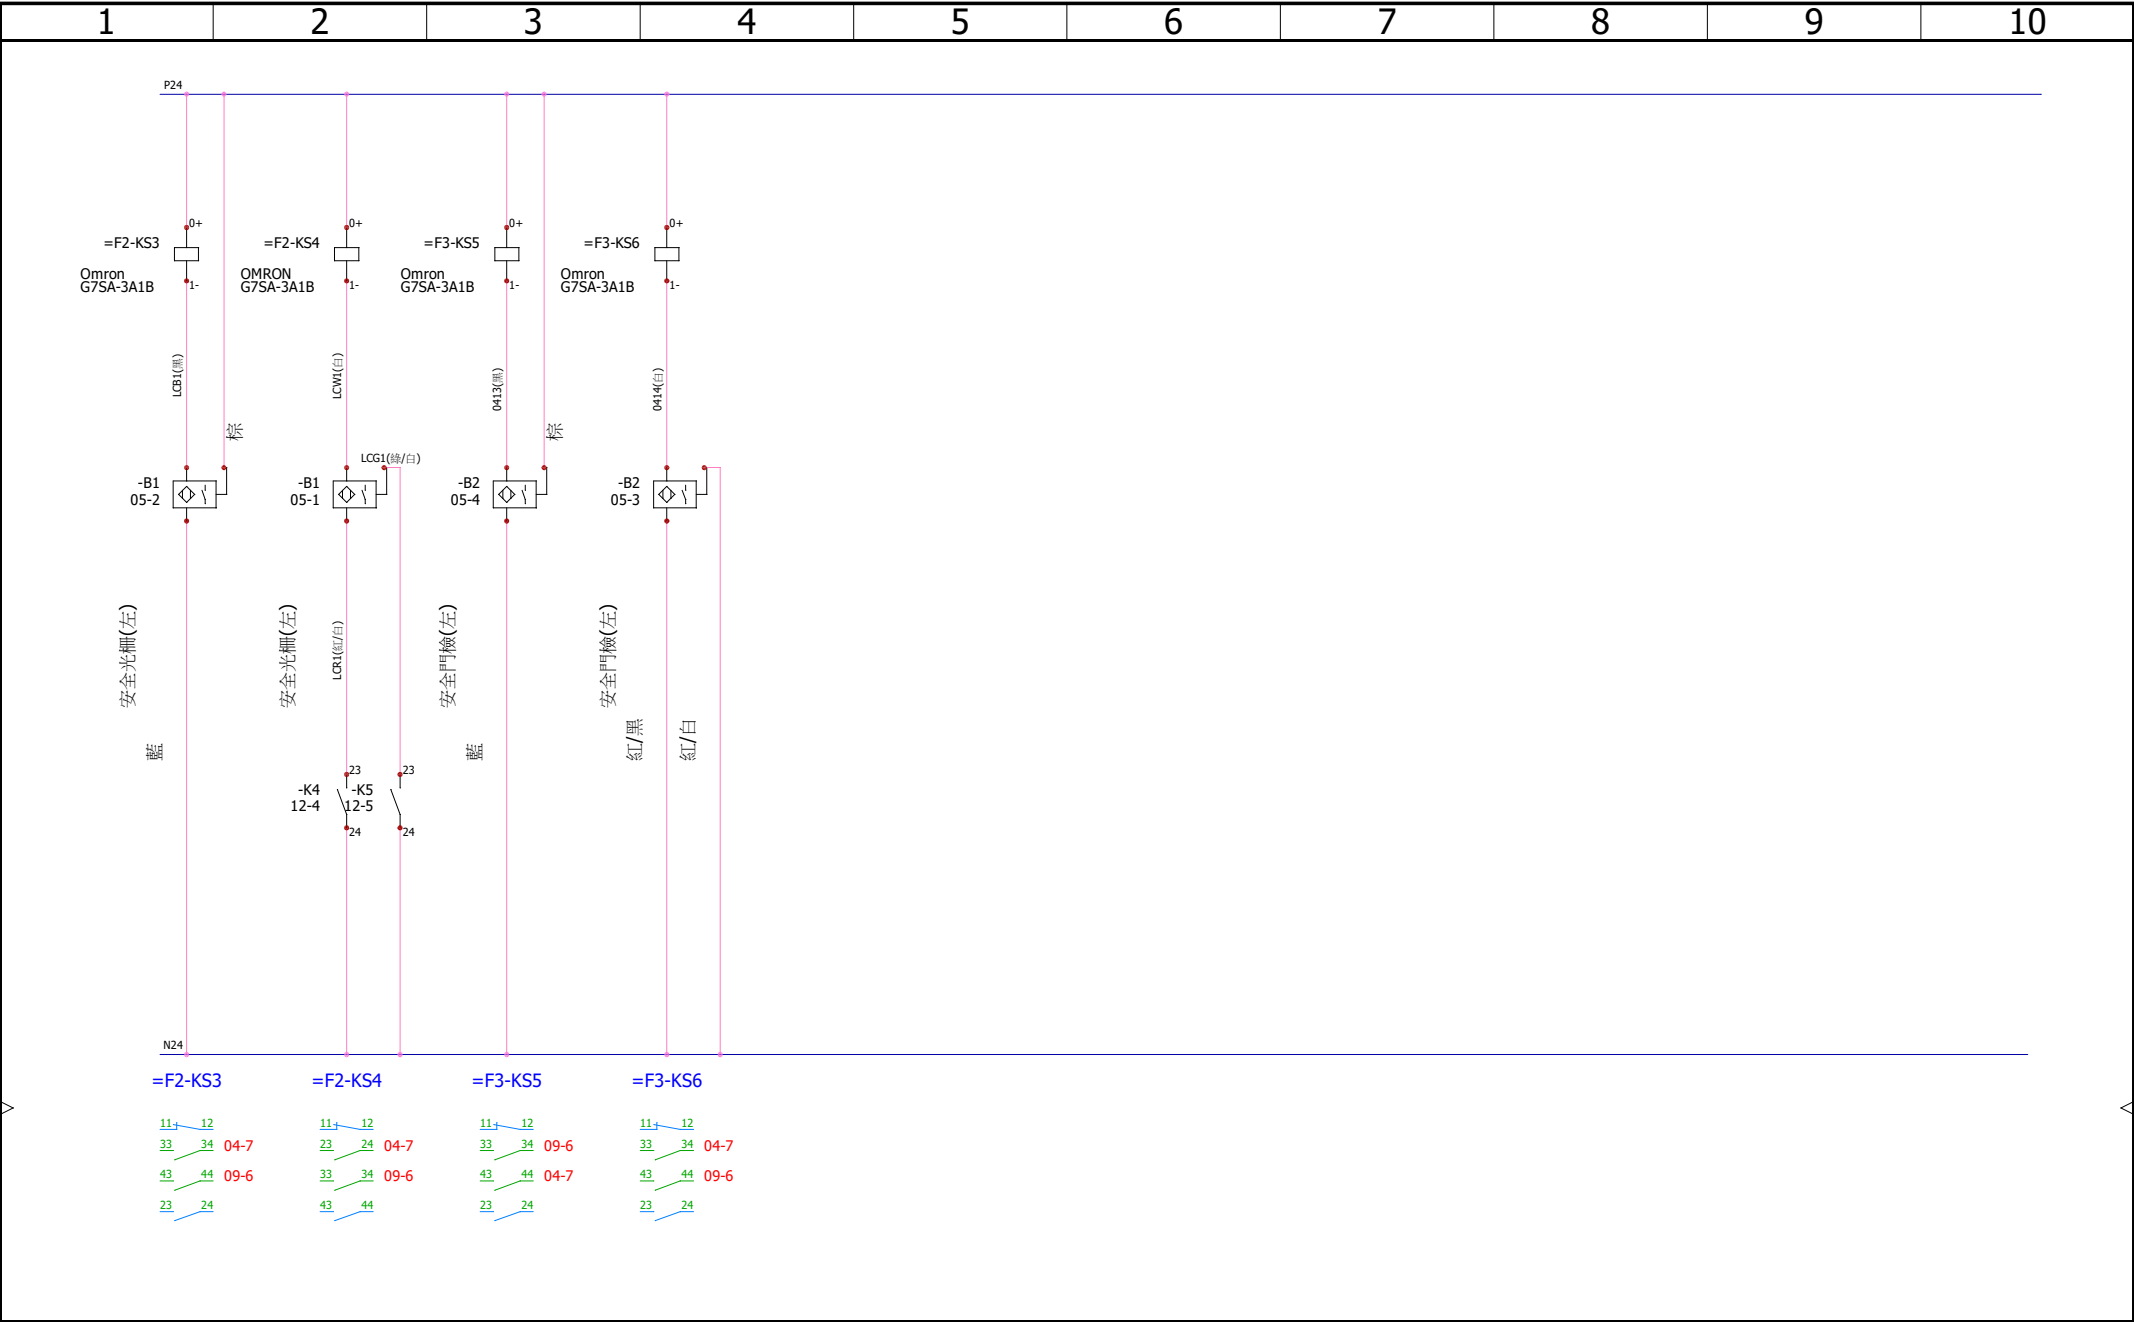 1 2 3 4 5 6 7 8 9 10
P24
0+ 0+ 0+ 0+
=F2-KS3 =F2-KS4 =F3-KS5 =F3-KS6
Omron OMRON Omron Omron
G7SA-3A1B G7SA-3A1B G7SA-3A1B G7SA-3A1B
1- 1- 1- 1-
LCB1(黑) LCW1(白) 0413(黑) 0414(白)
棕 棕
LCG1(綠/白)
-B1 -B1 -B2 -B2
05-2 05-1 05-4 05-3
安全光柵(左) 安全光柵(左) LCR1(紅/白) 安全門檢(左) 安全門檢(左)
藍 藍 紅/黑 紅/白
23 23
-K4 -K5
12-4 12-5
24 24
N24
=F2-KS3 =F2-KS4 =F3-KS5 =F3-KS6
11 12 11 12 11 12 11 12
33 34 04-7 23 24 04-7 33 34 09-6 33 34 04-7
43 44 09-6 33 34 09-6 43 44 04-7 43 44 09-6
23 24 43 44 23 24 23 24